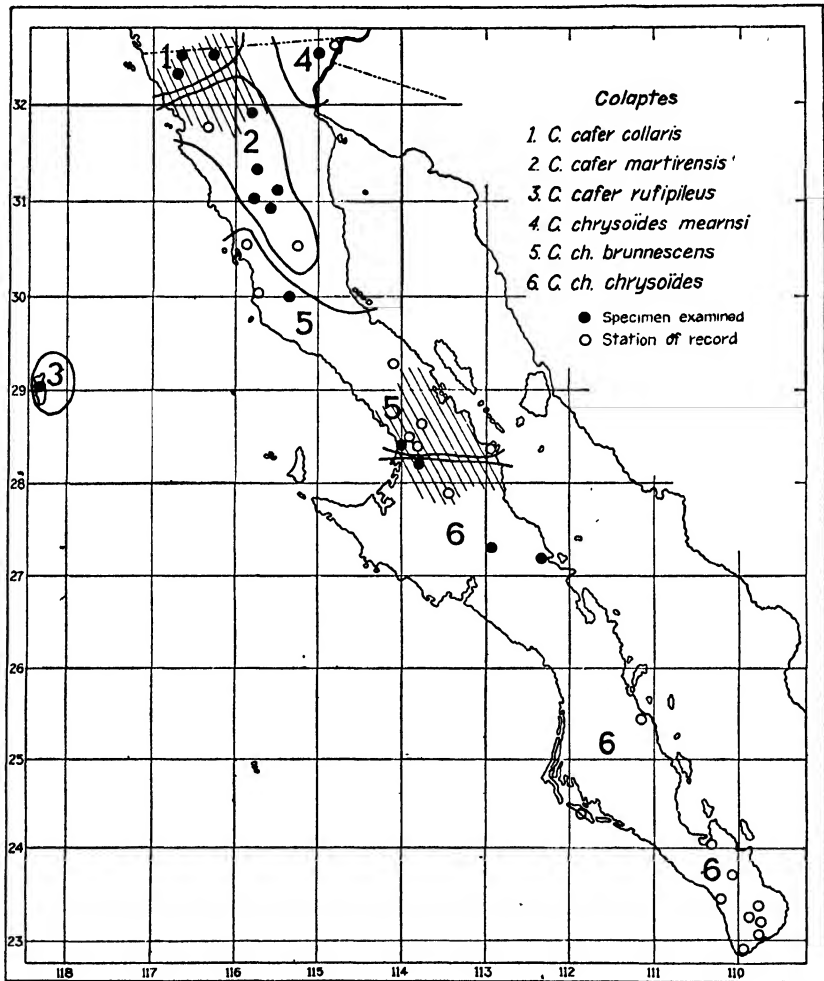 1
4
Colaptes
1. C. cafer collaris
2. C. cafer martirensis'
3. C. cafer rufipileus
4. C. chrysoïdes mearnsi
5. C. ch. brunnescens
6. C. ch. chrysoïdes
● Specimen examined
○ Station of record
32
2
31
30
5
3
29
5
28
6
27
26
6
25
24
6
23
118 117 116 115 114 113 112 111 110